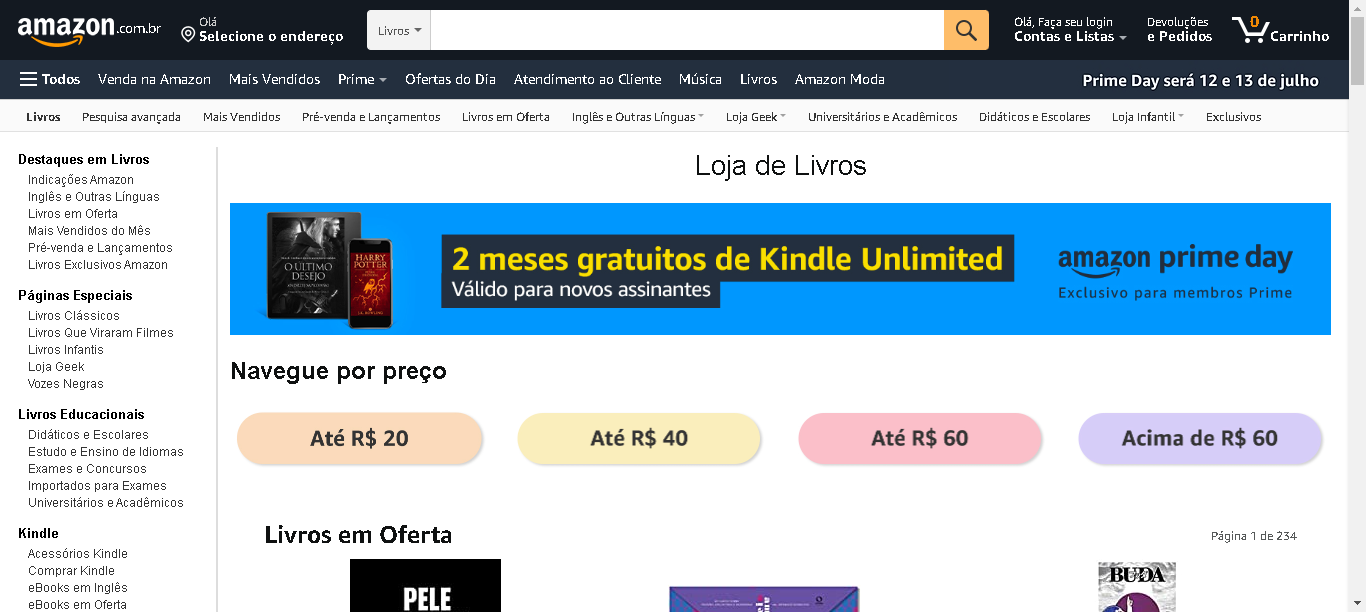 amazon.com.br
Olá
Selecione o endereço
Livros
Olá, Faça seu login
Contas e Listas
Devoluções
e Pedidos
0
Carrinho
Todos Venda na Amazon Mais Vendidos Prime Ofertas do Dia Atendimento ao Cliente Música Livros Amazon Moda
Prime Day será 12 e 13 de julho
Livros Pesquisa avançada Mais Vendidos Pré-venda e Lançamentos Livros em Oferta Inglês e Outras Línguas Loja Geek Universitários e Acadêmicos Didáticos e Escolares Loja Infantil Exclusivos
Destaques em Livros
Indicações Amazon
Inglês e Outras Línguas
Livros em Oferta
Mais Vendidos do Mês
Pré-venda e Lançamentos
Livros Exclusivos Amazon
Páginas Especiais
Livros Clássicos
Livros Que Viraram Filmes
Livros Infantis
Loja Geek
Vozes Negras
Livros Educacionais
Didáticos e Escolares
Estudo e Ensino de Idiomas
Exames e Concursos
Importados para Exames
Universitários e Acadêmicos
Kindle
Acessórios Kindle
Comprar Kindle
eBooks em Inglês
eBooks em Oferta
Loja de Livros
O ÚLTIMO
DESEJO
HARRY
POTTER
J.K. ROWLING
2 meses gratuitos de Kindle Unlimited
Válido para novos assinantes
amazon prime day
Exclusivo para membros Prime
Navegue por preço
Até R$ 20
Até R$ 40
Até R$ 60
Acima de R$ 60
Livros em Oferta
Página 1 de 234
PELE
BUDA